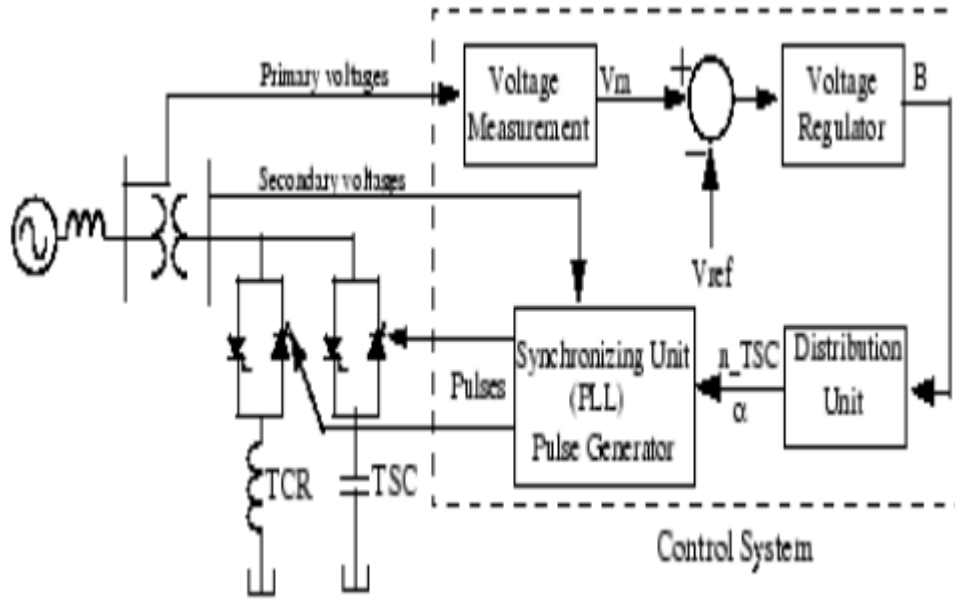 Primary voltages
Voltage
Measurement
Vm
+
−
Voltage
Regulator
B
Secondary voltages
Vref
Synchronizing Unit
(PLL)
Pulse Generator
n_TSC
α
Distribution
Unit
Pulses
TCR
TSC
Control System